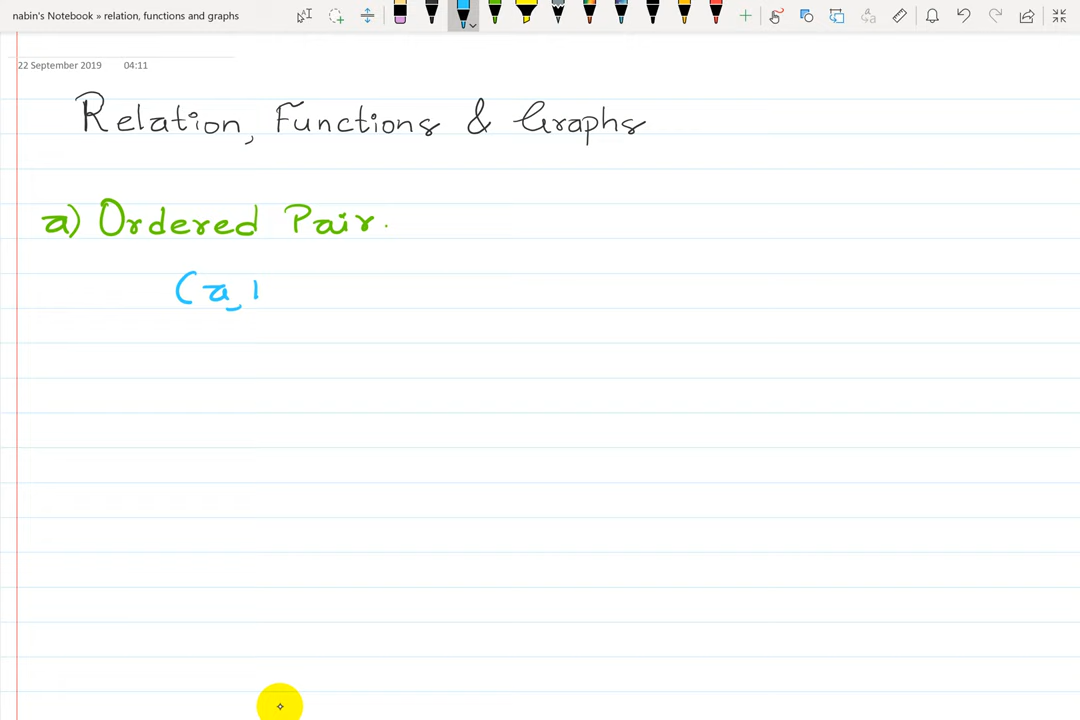 nabin's Notebook » relation, functions and graphs
22 September 2019 04:11
Relation, Functions & Graphs
a) Ordered Pair.
(a,